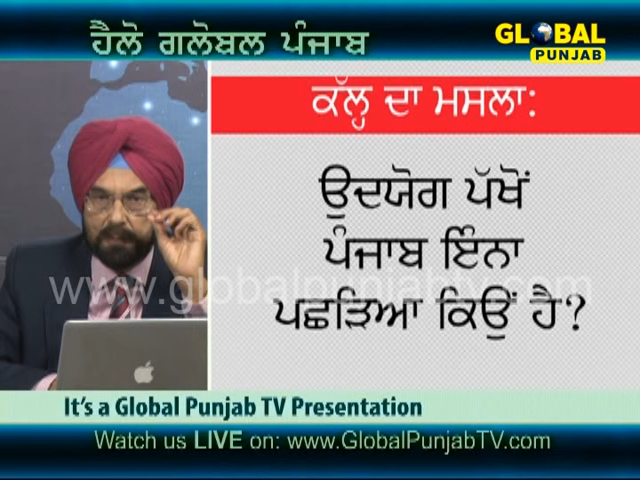 ਹੈਲੋ ਗਲੋਬਲ ਪੰਜਾਬ
GLOBAL
PUNJAB
ਕੱਲ੍ਹ ਦਾ ਮਸਲਾ:
ਉਦਯੋਗ ਪੱਖੋਂ
ਪੰਜਾਬ ਇੰਨਾ
ਪਛੜਿਆ ਕਿਉਂ ਹੈ?
www.globalpunjabtv.com
It's a Global Punjab TV Presentation
Watch us LIVE on: www.GlobalPunjabTV.com